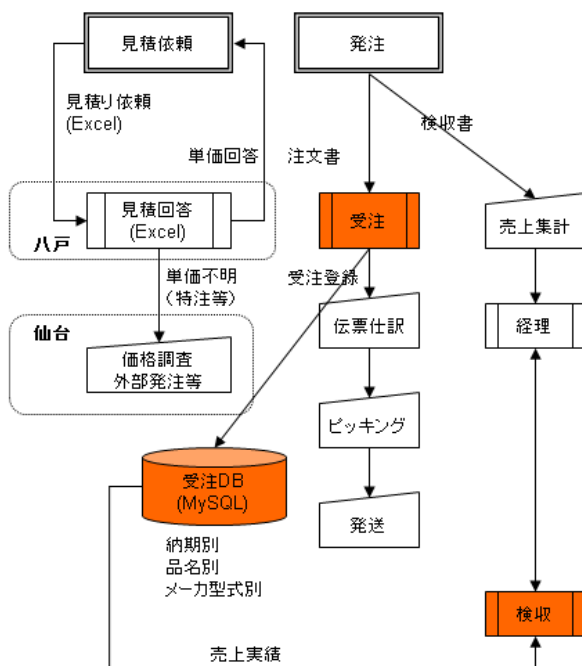 見積依頼
発注
見積り依頼
(Excel)
検収書
単価回答
注文書
見積回答
(Excel)
受注
売上集計
八戸
単価不明
(特注等)
受注登録
仙台
伝票仕訳
経理
価格調査
外部発注等
ピッキング
受注DB
(MySQL)
発送
納期別
品名別
メーカ型式別
検収
売上実績